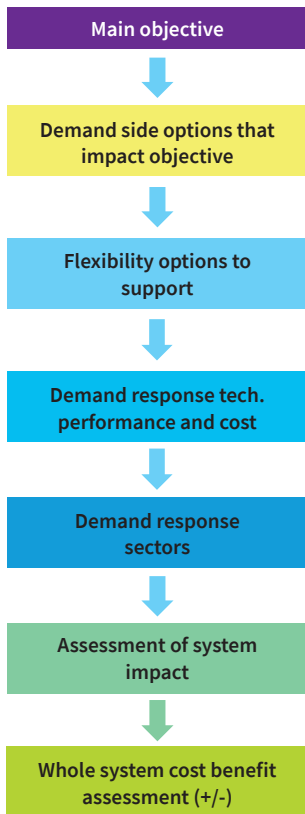 Main objective
Demand side options that
impact objective
Flexibility options to
support
Demand response tech.
performance and cost
Demand response
sectors
Assessment of system
impact
Whole system cost benefit
assessment (+/-)